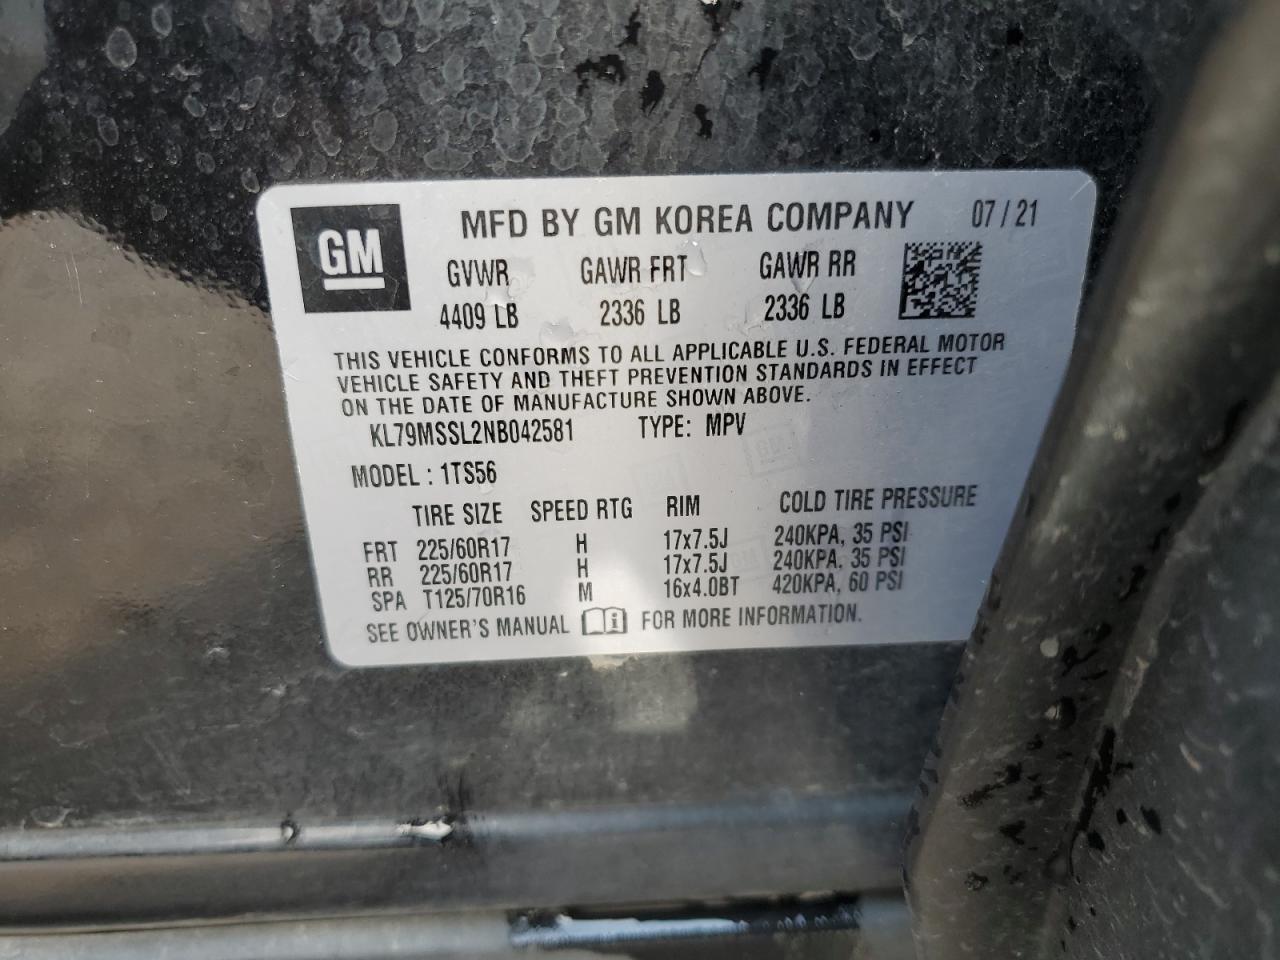 GM
MFD BY GM KOREA COMPANY 07 / 21
GVWR GAWR FRT GAWR RR
4409 LB 2336 LB 2336 LB
THIS VEHICLE CONFORMS TO ALL APPLICABLE U.S. FEDERAL MOTOR
VEHICLE SAFETY AND THEFT PREVENTION STANDARDS IN EFFECT
ON THE DATE OF MANUFACTURE SHOWN ABOVE.
KL79MSSL2NB042581 TYPE: MPV
MODEL : 1TS56
TIRE SIZE SPEED RTG RIM COLD TIRE PRESSURE
FRT 225/60R17 H 17x7.5J 240KPA, 35 PSI
RR 225/60R17 H 17x7.5J 240KPA, 35 PSI
SPA T125/70R16 M 16x4.0BT 420KPA, 60 PSI
SEE OWNER'S MANUAL i FOR MORE INFORMATION.